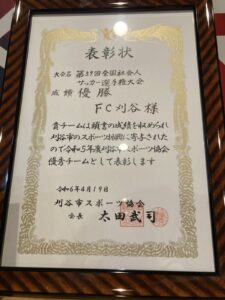 表彰状
大会名 第59回全国社会人
サッカー選手権大会
成績 優勝
FC刈谷 様
貴チームは頭書の成績を収められ
刈谷市のスポーツ振興に寄与された
ので令和5年度刈谷市スポーツ協会
優秀チームとして表彰します
令和6年4月19日
刈谷市スポーツ協会
会長 太田武司